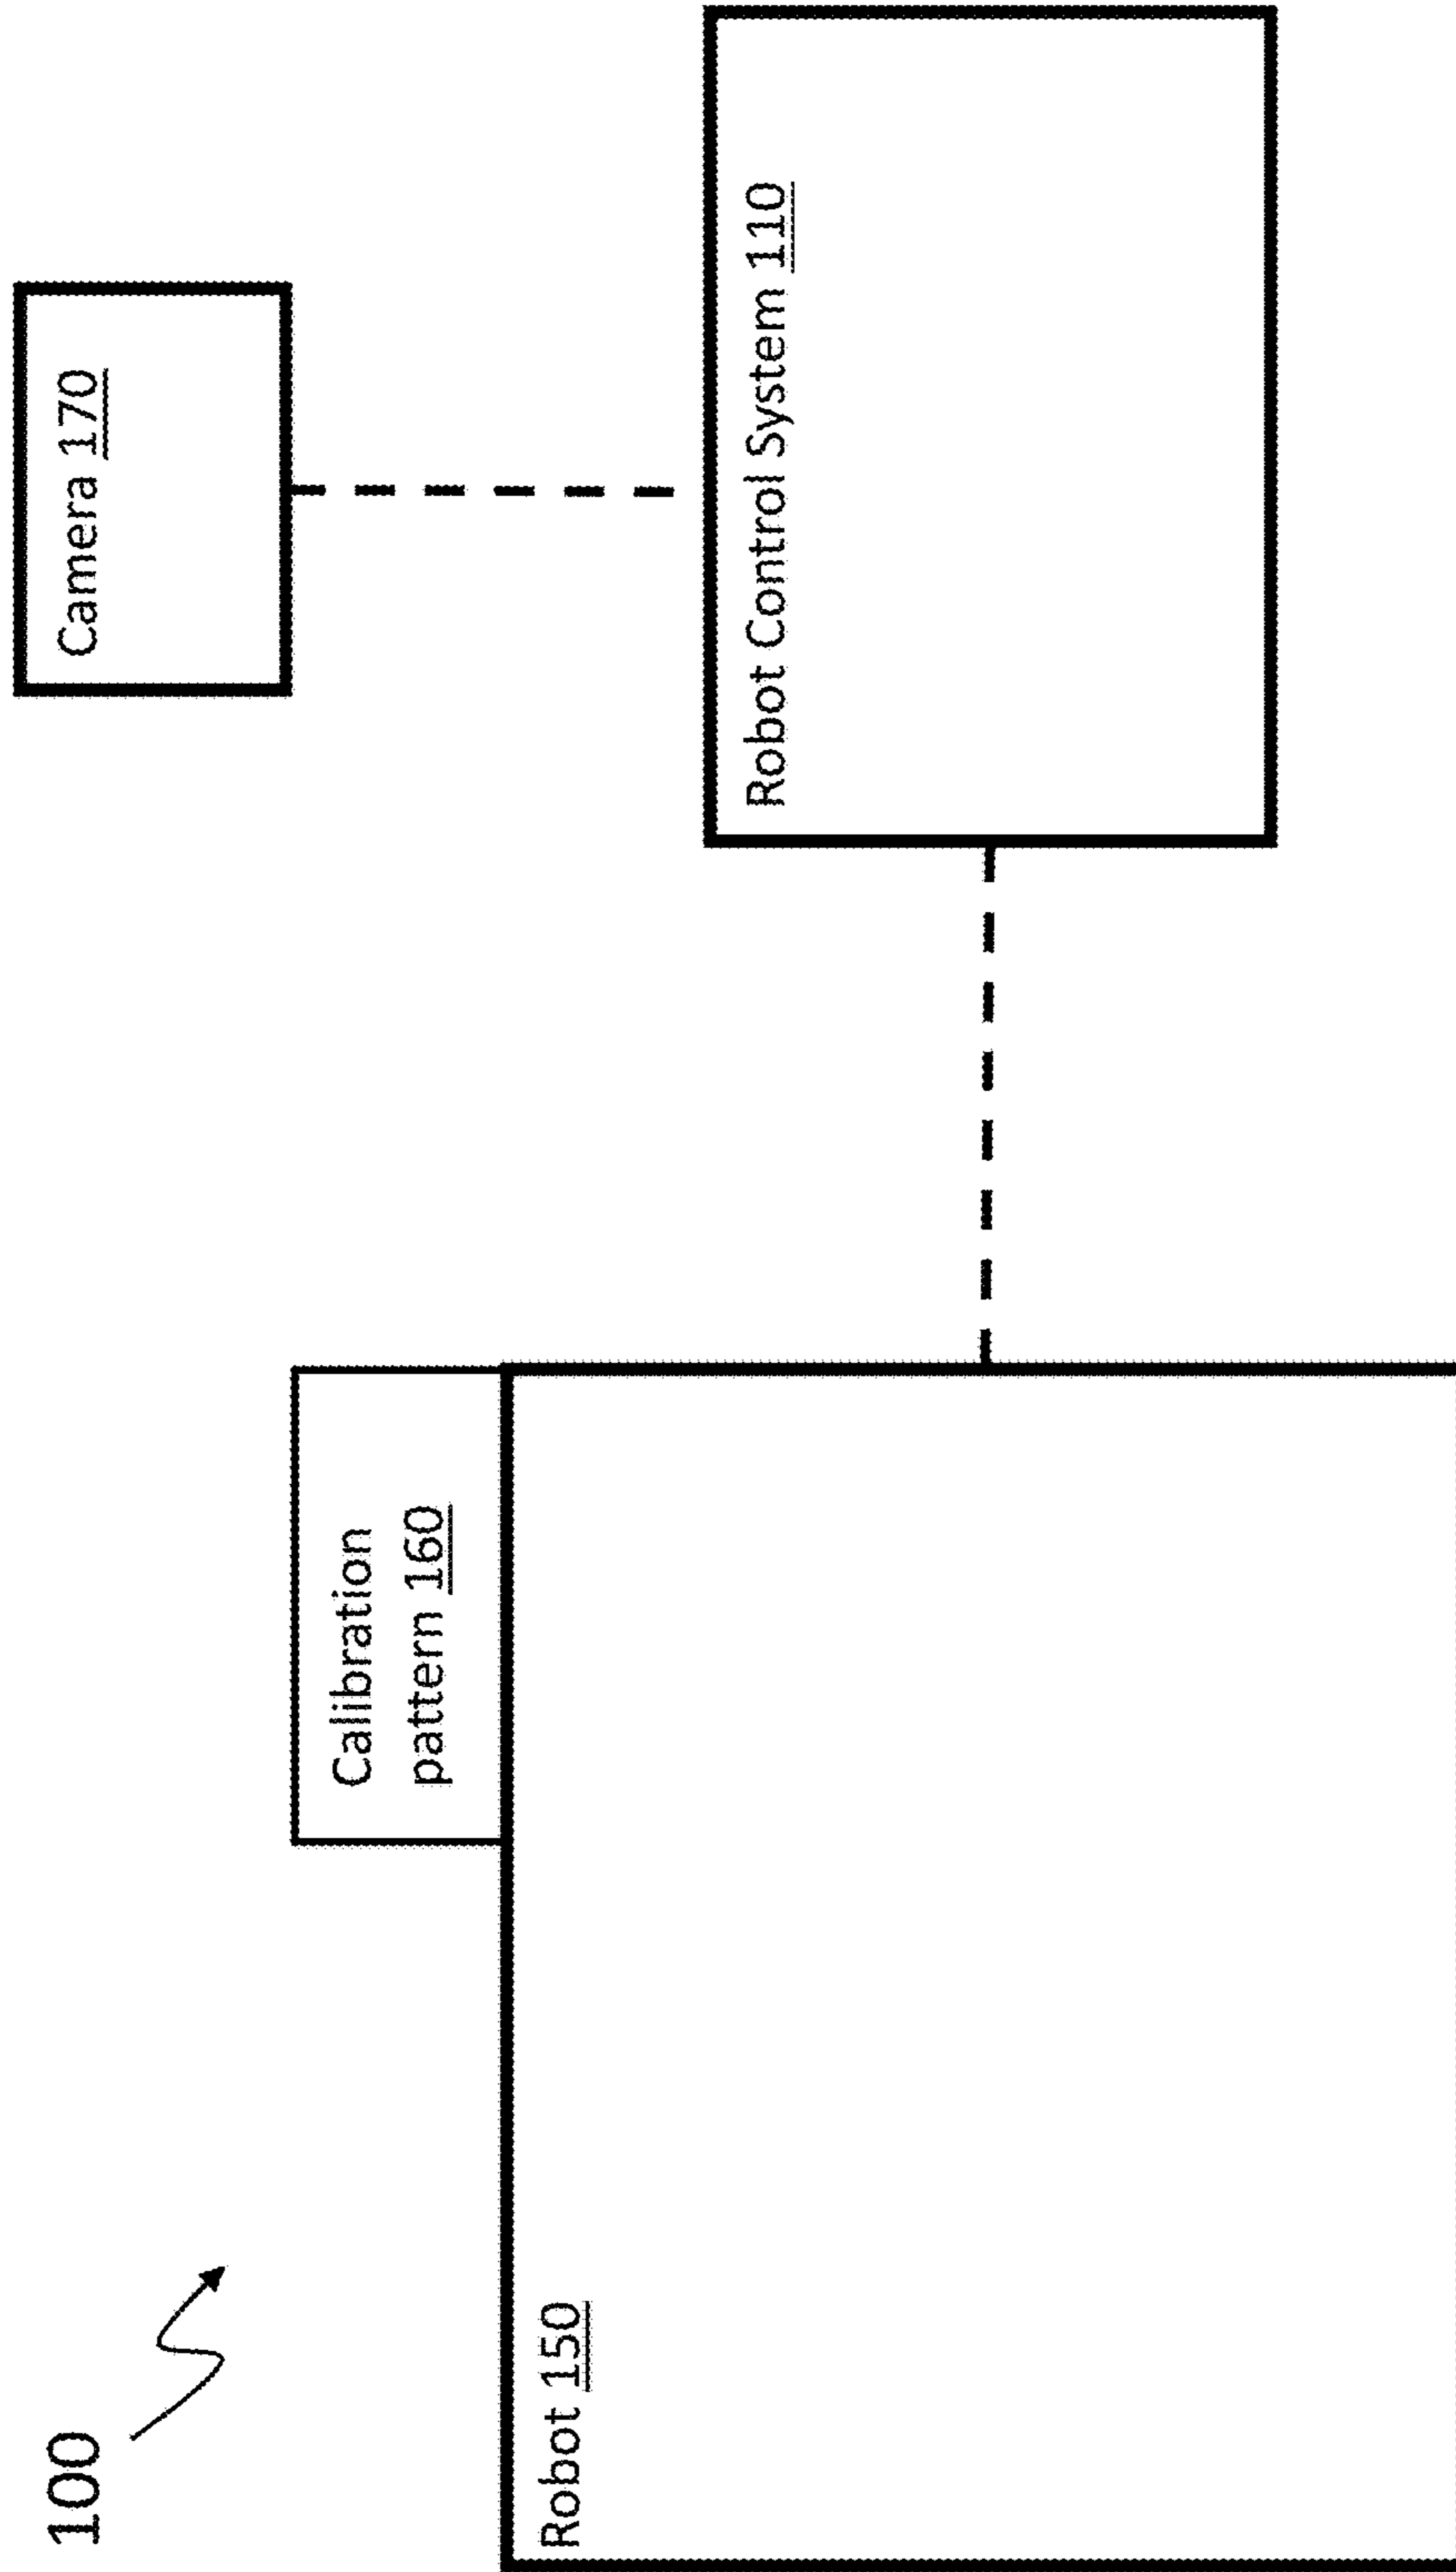 100
Camera 170
Calibration
pattern 160
Robot 150
Robot Control System 110